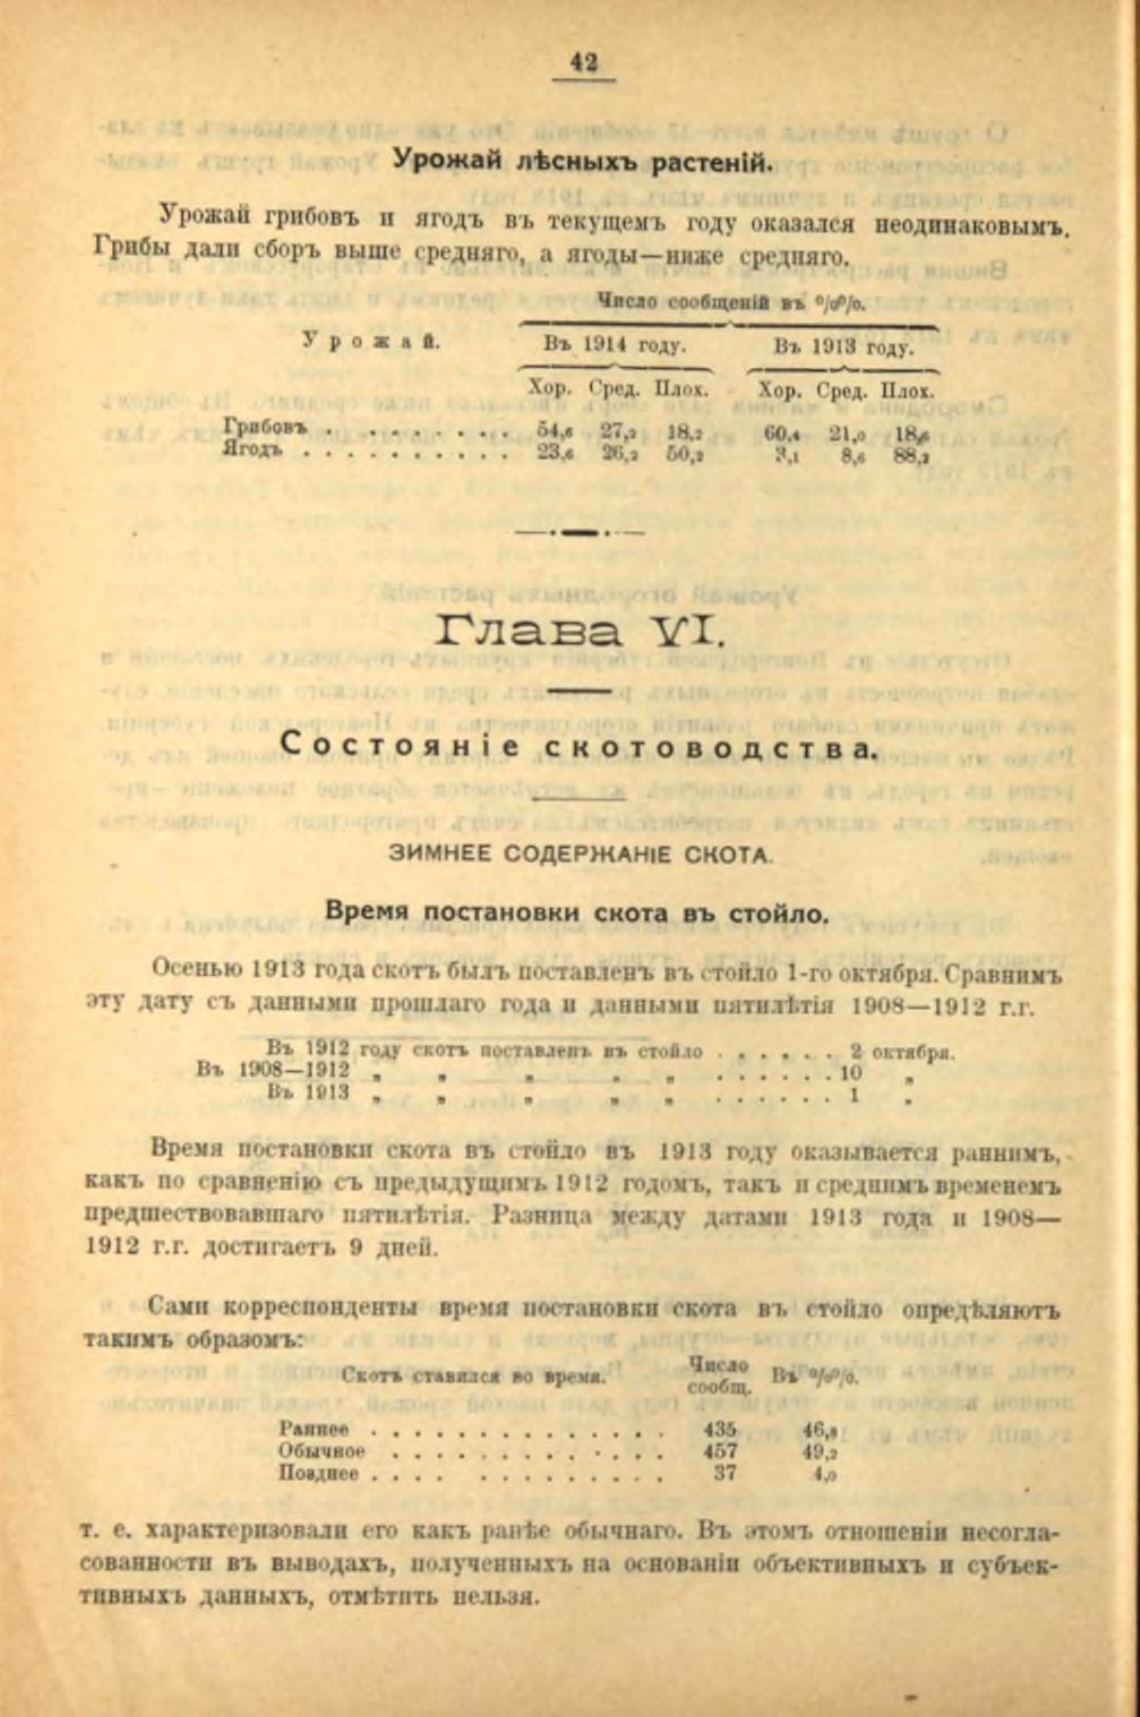 42
Урожай лѣсныхъ растеній.
Урожай грибовъ и ягодъ въ текущемъ году оказался неодинаковымъ.
Грибы дали сборъ выше средняго, а ягоды—ниже средняго.
Число сообщеній въ %%.
Урожай. Въ 1914 году. Въ 1913 году.
Хор. Сред. Плох. Хор. Сред. Плох.
Грибовъ . . . . . . . . . 54,6 27,2 18,2 60,4 21,0 18,6
Ягодъ . . . . . . . . . . 23,6 26,2 50,2 3,1 8,6 88,3
Глава VI.
Состояніе скотоводства.
ЗИМНЕЕ СОДЕРЖАНІЕ СКОТА.
Время постановки скота въ стойло.
Осенью 1913 года скотъ былъ поставленъ въ стойло 1-го октября. Сравнимъ
эту дату съ данными прошлаго года и данными пятилѣтія 1908—1912 г.г.
Въ 1912 году скотъ поставленъ въ стойло . . . . . . 2 октября.
Въ 1908—1912 „ „ „ „ „ . . . . . . 10 „
Въ 1913 „ „ „ „ „ . . . . . . 1 „
Время постановки скота въ стойло въ 1913 году оказывается раннимъ,
какъ по сравненію съ предыдущимъ 1912 годомъ, такъ и среднимъ временемъ
предшествовавшаго пятилѣтія. Разница между датами 1913 года и 1908—
1912 г.г. достигаетъ 9 дней.
Сами корреспонденты время постановки скота въ стойло опредѣляютъ
такимъ образомъ:
Скотъ ставился во время. Число сообщ. Въ %%.
Раннее . . . . . . . . . . . . . . 435 46,8
Обычное . . . . . . . . . . . . . 457 49,2
Позднее . . . . . . . . . . . . . 37 4,0
т. е. характеризовали его какъ ранѣе обычнаго. Въ этомъ отношеніи несогла-
сованности въ выводахъ, полученныхъ на основаніи объективныхъ и субъек-
тивныхъ данныхъ, отмѣтить нельзя.